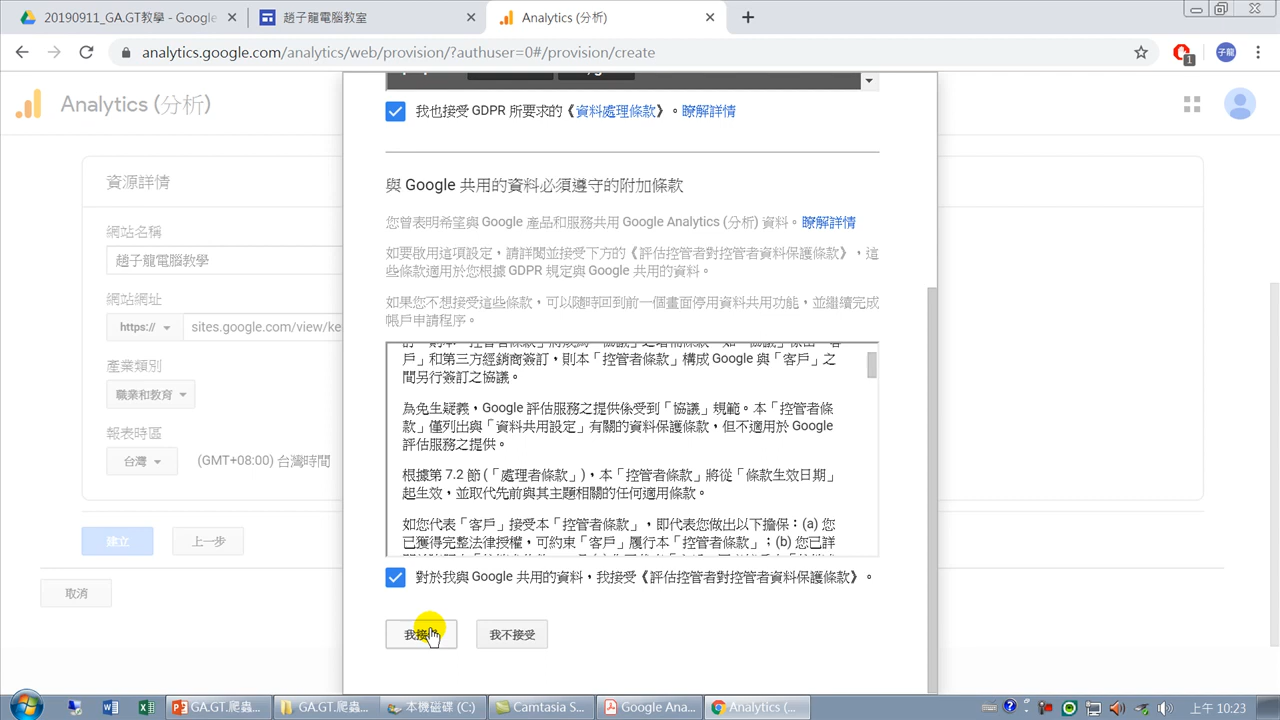 20190911_GA.GT教學 - Google
趙子龍電腦教室
Analytics (分析)
analytics.google.com/analytics/web/provision/?authuser=0#/provision/create
1
子龍
Analytics (分析)
我也接受 GDPR 所要求的《資料處理條款》。瞭解詳情
資源詳情
網站名稱
趙子龍電腦教學
網站網址
https://
sites.google.com/view/ke
產業類別
職業和教育
報表時區
台灣
(GMT+08:00) 台灣時間
建立
上一步
取消
與 Google 共用的資料必須遵守的附加條款
您曾表明希望與 Google 產品和服務共用 Google Analytics (分析) 資料。瞭解詳情
如要啟用這項設定，請詳閱並接受下方的《評估控管者對控管者資料保護條款》，這
些條款適用於您根據 GDPR 規定與 Google 共用的資料。
如果您不想接受這些條款，可以隨時回到前一個畫面停用資料共用功能，並繼續完成
帳戶申請程序。
戶」和第三方經銷商簽訂，則本「控管者條款」構成 Google 與「客戶」之
間另行簽訂之協議。
為免生疑義，Google 評估服務之提供係受到「協議」規範。本「控管者條
款」僅列出與「資料共用設定」有關的資料保護條款，但不適用於 Google
評估服務之提供。
根據第 7.2 節 (「處理者條款」)，本「控管者條款」將從「條款生效日期」
起生效，並取代先前與其主題相關的任何適用條款。
如您代表「客戶」接受本「控管者條款」，即代表您做出以下擔保：(a) 您
已獲得完整法律授權，可約束「客戶」履行本「控管者條款」；(b) 您已詳
對於我與 Google 共用的資料，我接受《評估控管者對控管者資料保護條款》。
我接
我不接受
GA.GT.爬蟲
GA.GT.爬蟲...
本機磁碟 (C:)
Camtasia S...
Google Ana...
Analytics (...
上午 10:23